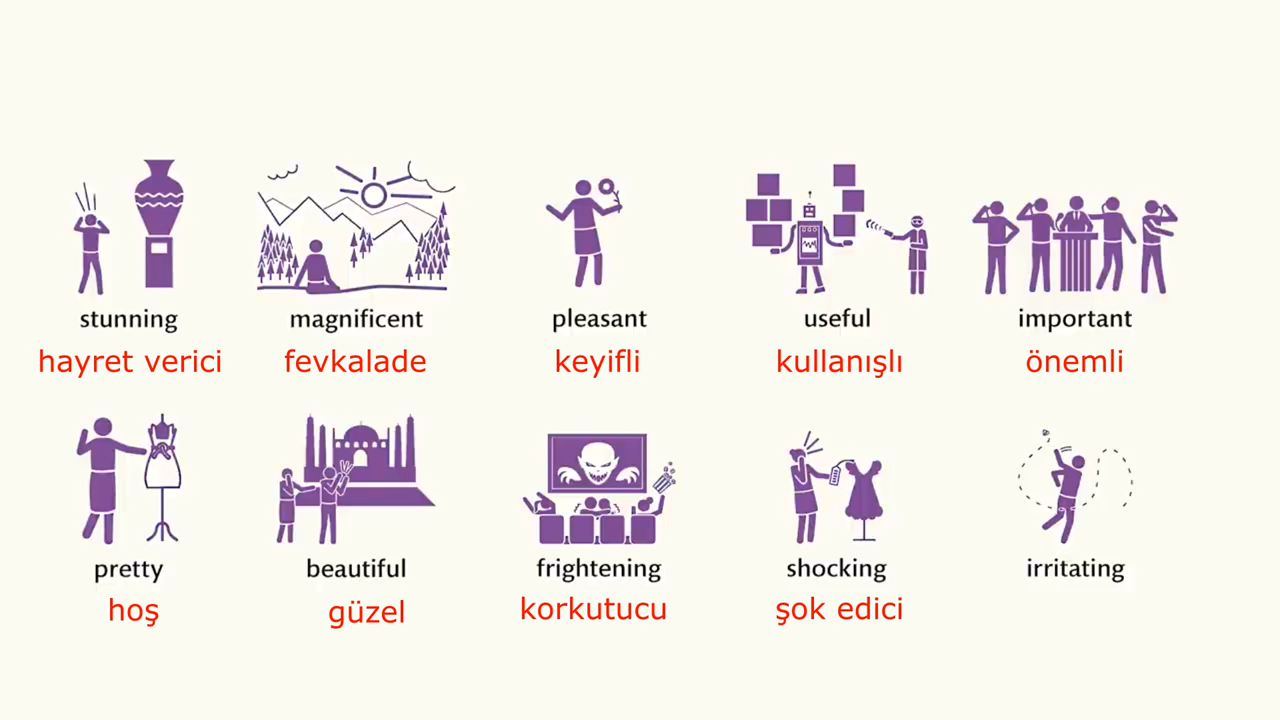 stunning
magnificent
pleasant
useful
important
hayret verici
fevkalade
keyifli
kullanışlı
önemli
pretty
beautiful
frightening
shocking
irritating
hoş
güzel
korkutucu
şok edici